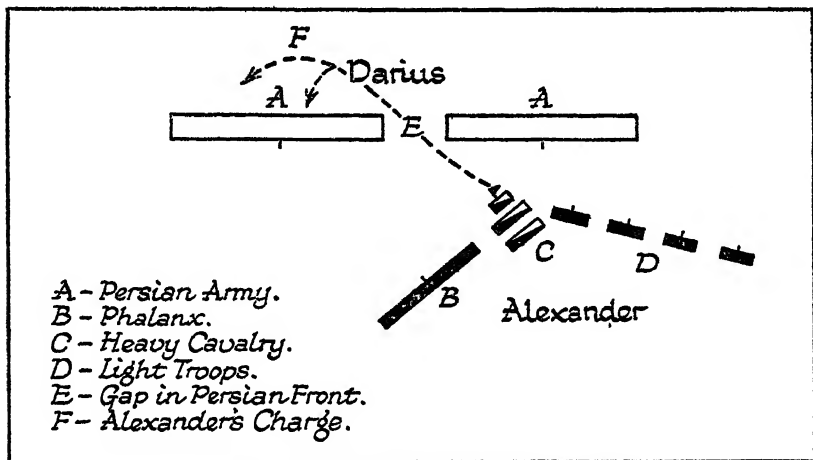 F
Darius
A
A
E
C
D
B
Alexander
A – Persian Army.
B – Phalanx.
C – Heavy Cavalry.
D – Light Troops.
E – Gap in Persian Front.
F – Alexander's Charge.